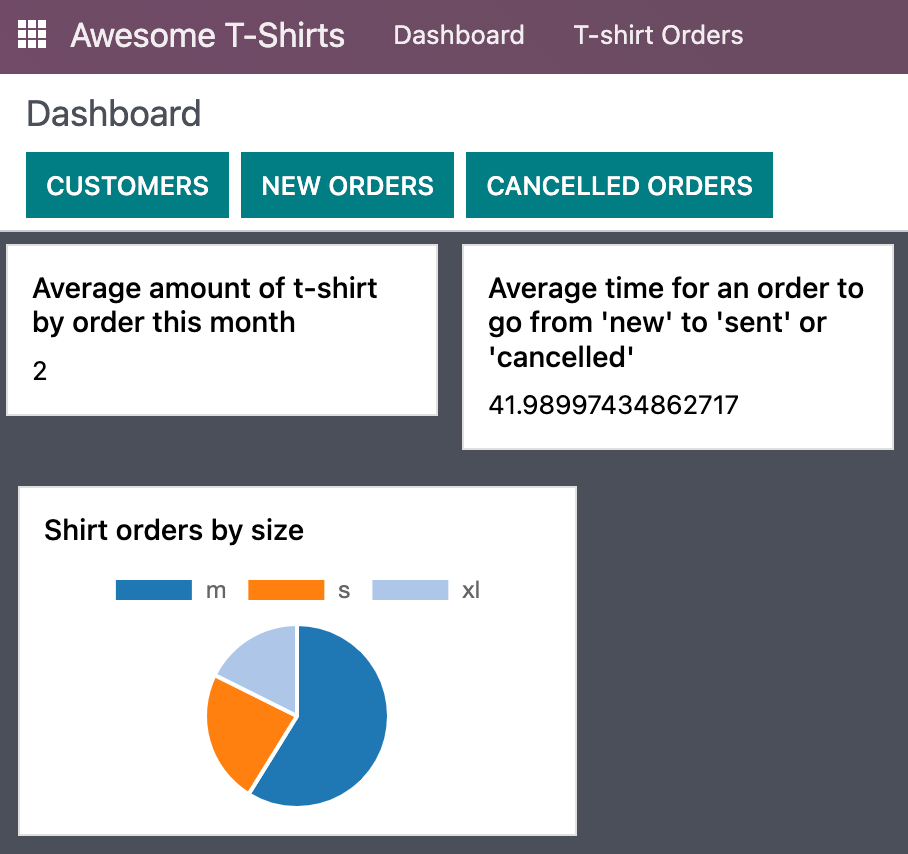 Awesome T-Shirts Dashboard T-shirt Orders
Dashboard
CUSTOMERS NEW ORDERS CANCELLED ORDERS
Average amount of t-shirt
by order this month
2
Average time for an order to
go from 'new' to 'sent' or
'cancelled'
41.98997434862717
Shirt orders by size
m s xl